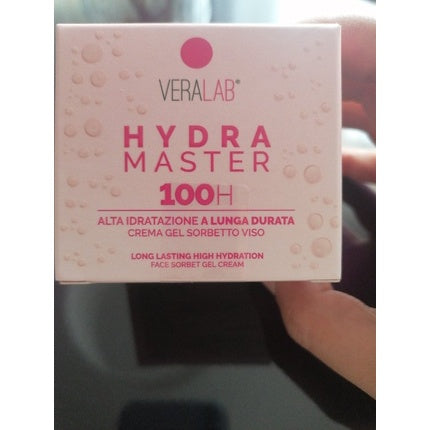 VERALAB®
HYDRA
MASTER
100H
ALTA IDRATAZIONE A LUNGA DURATA
CREMA GEL SORBETTO VISO
LONG LASTING HIGH HYDRATION
FACE SORBET GEL CREAM